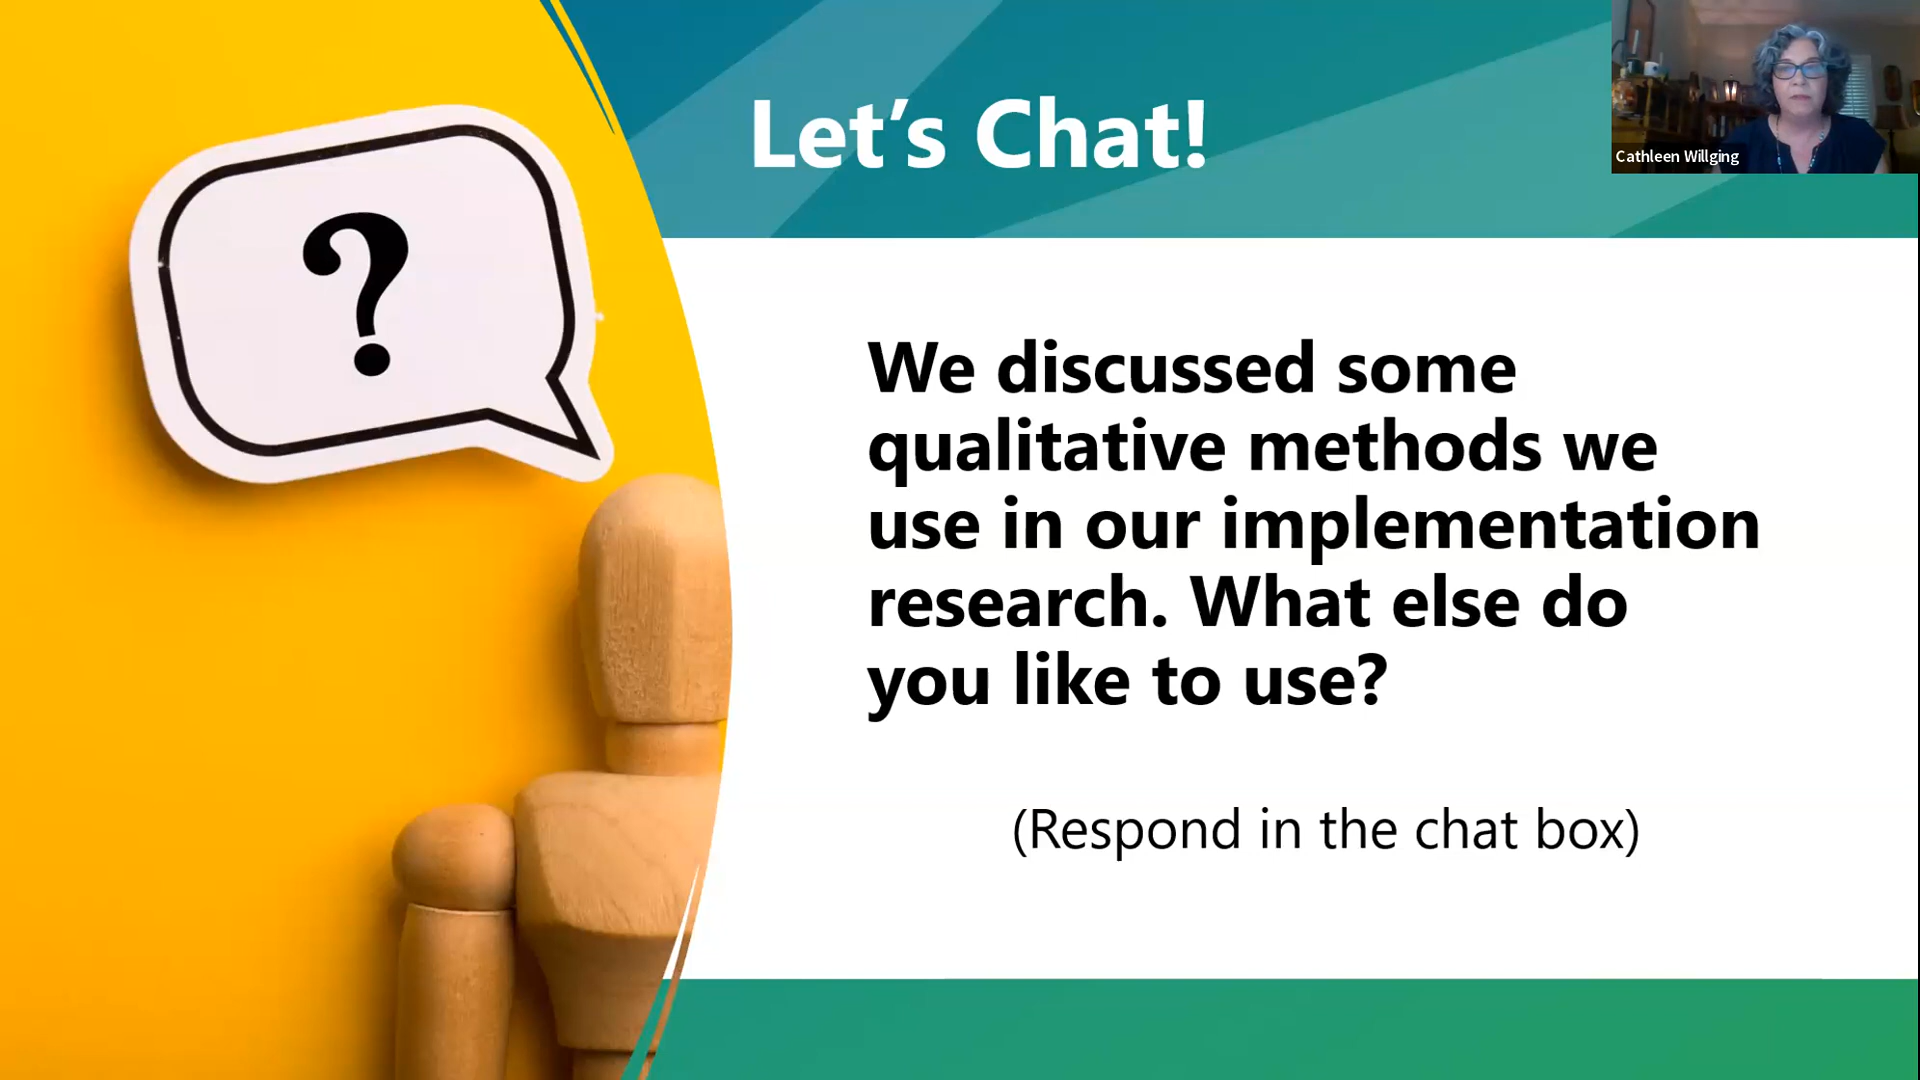 Let's Chat!
Cathleen Willging
?
We discussed some
qualitative methods we
use in our implementation
research. What else do
you like to use?
(Respond in the chat box)